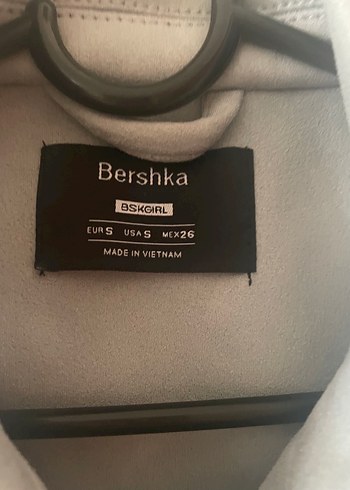 Bershka
BSKGIRL
EUR S USA S MEX 26
MADE IN VIETNAM